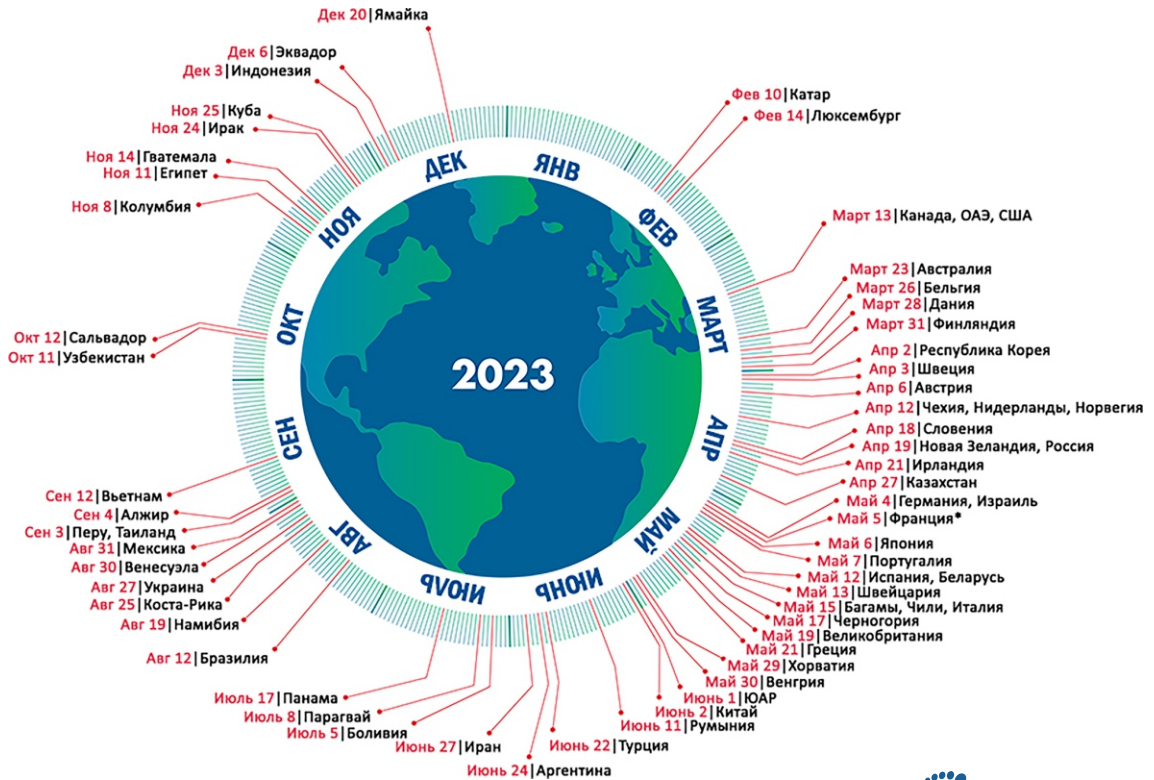 Дек 20|Ямайка
Дек 6|Эквадор
Дек 3|Индонезия
Ноя 25|Куба
Ноя 24|Ирак
Ноя 14|Гватемала
Ноя 11|Египет
Ноя 8|Колумбия
Окт 12|Сальвадор
Окт 11|Узбекистан
Сен 12|Вьетнам
Сен 4|Алжир
Сен 3|Перу, Таиланд
Авг 31|Мексика
Авг 30|Венесуэла
Авг 27|Украина
Авг 25|Коста-Рика
Авг 19|Намибия
Авг 12|Бразилия
Июль 17|Панама
Июль 8|Парагвай
Июль 5|Боливия
Июнь 27|Иран
Июнь 24|Аргентина
Июнь 22|Турция
Фев 10|Катар
Фев 14|Люксембург
Март 13|Канада, ОАЭ, США
Март 23|Австралия
Март 26|Бельгия
Март 28|Дания
Март 31|Финляндия
Апр 2|Республика Корея
Апр 3|Швеция
Апр 6|Австрия
Апр 12|Чехия, Нидерланды, Норвегия
Апр 18|Словения
Апр 19|Новая Зеландия, Россия
Апр 21|Ирландия
Апр 27|Казахстан
Май 4|Германия, Израиль
Май 5|Франция*
Май 6|Япония
Май 7|Португалия
Май 12|Испания, Беларусь
Май 13|Швейцария
Май 15|Багамы, Чили, Италия
Май 17|Черногория
Май 19|Великобритания
Май 21|Греция
Май 29|Хорватия
Май 30|Венгрия
Июнь 1|ЮАР
Июнь 2|Китай
Июнь 11|Румыния
ЯНВ
ФЕВ
МАРТ
АПР
МАЙ
ИЮНЬ
ИЮЛЬ
АВГ
СЕН
ОКТ
НОЯ
ДЕК
2023